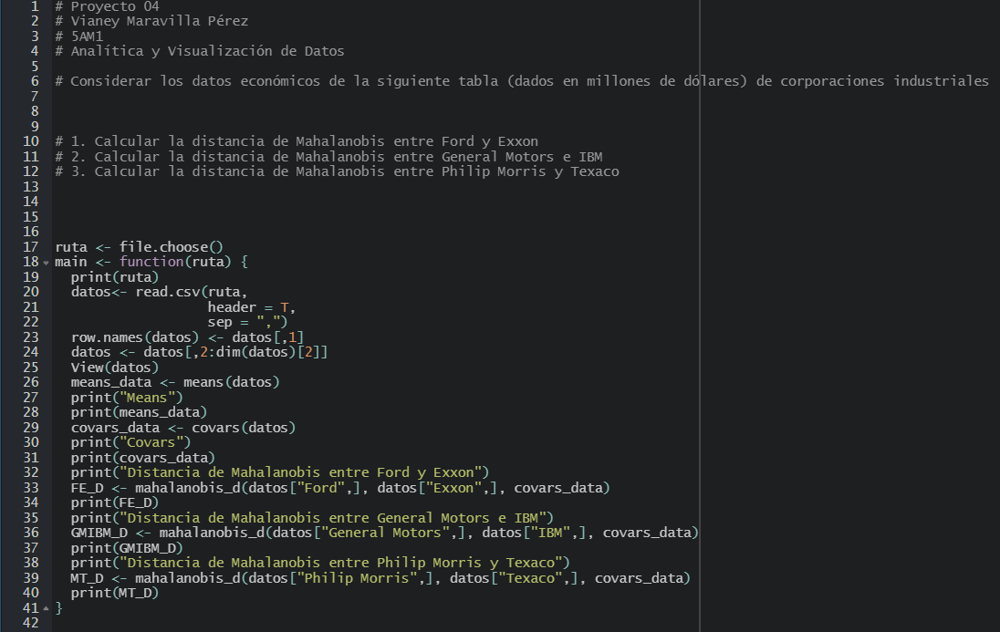 1 # Proyecto 04
2 # Vianey Maravilla Pérez
3 # 5AM1
4 # Analítica y Visualización de Datos
5
6 # Considerar los datos económicos de la siguiente tabla (dados en millones de dólares) de corporaciones industriales
7
8
9
10 # 1. Calcular la distancia de Mahalanobis entre Ford y Exxon
11 # 2. Calcular la distancia de Mahalanobis entre General Motors e IBM
12 # 3. Calcular la distancia de Mahalanobis entre Philip Morris y Texaco
13
14
15
16
17 ruta <- file.choose()
18 main <- function(ruta) {
19   print(ruta)
20   datos<- read.csv(ruta,
21                    header = T,
22                    sep = ",")
23   row.names(datos) <- datos[,1]
24   datos <- datos[,2:dim(datos)[2]]
25   View(datos)
26   means_data <- means(datos)
27   print("Means")
28   print(means_data)
29   covars_data <- covars(datos)
30   print("Covars")
31   print(covars_data)
32   print("Distancia de Mahalanobis entre Ford y Exxon")
33   FE_D <- mahalanobis_d(datos["Ford",], datos["Exxon",], covars_data)
34   print(FE_D)
35   print("Distancia de Mahalanobis entre General Motors e IBM")
36   GMIBM_D <- mahalanobis_d(datos["General Motors",], datos["IBM",], covars_data)
37   print(GMIBM_D)
38   print("Distancia de Mahalanobis entre Philip Morris y Texaco")
39   MT_D <- mahalanobis_d(datos["Philip Morris",], datos["Texaco",], covars_data)
40   print(MT_D)
41 }
42